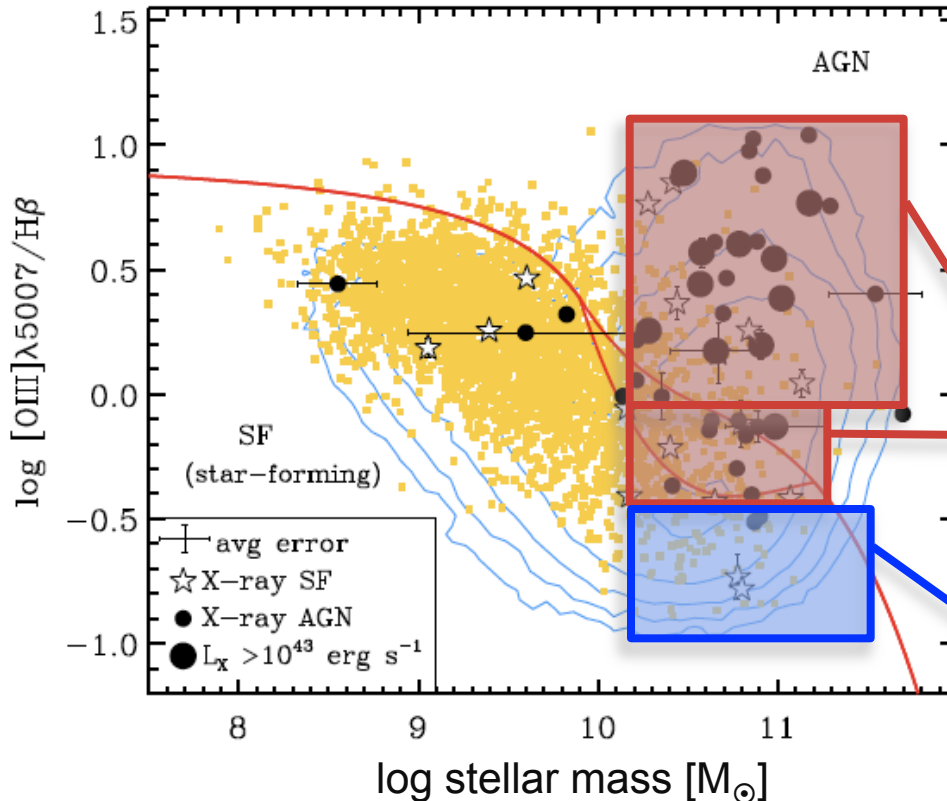 1.5
1.0
0.5
0.0
−0.5
−1.0
log [OIII]λ5007/Hβ
AGN
SF
(star−forming)
avg error
X−ray SF
X−ray AGN
L_X >10^43 erg s^−1
8 9 10 11
log stellar mass [M_⊙]